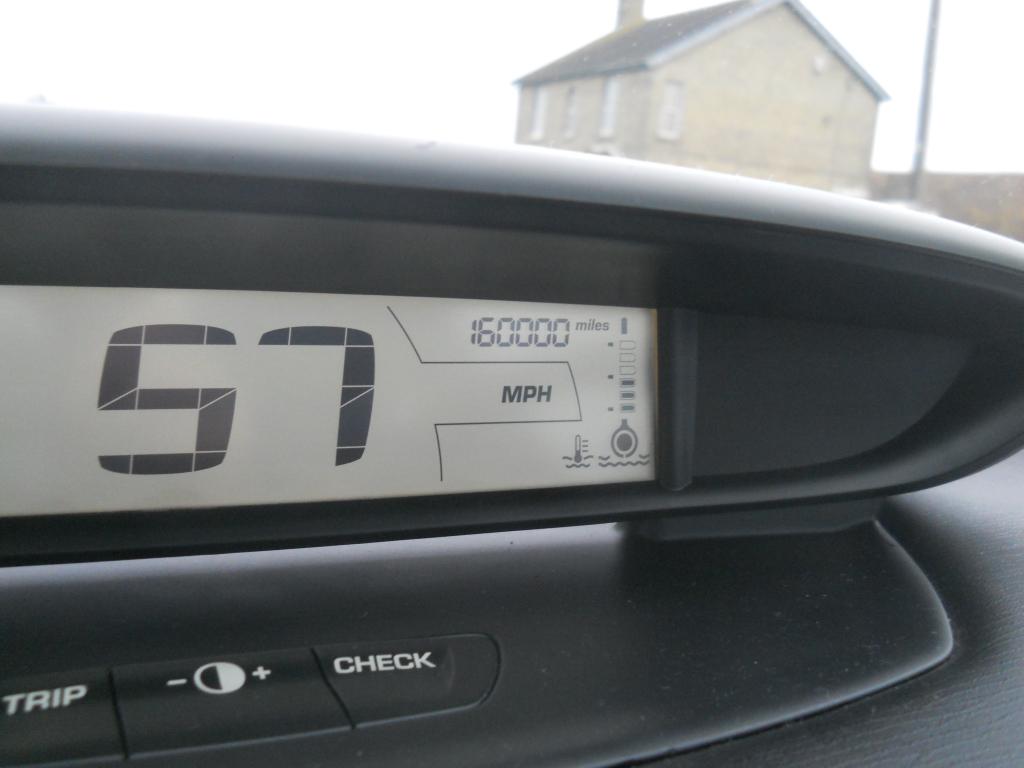 57
160000 miles
MPH
TRIP
- +
CHECK